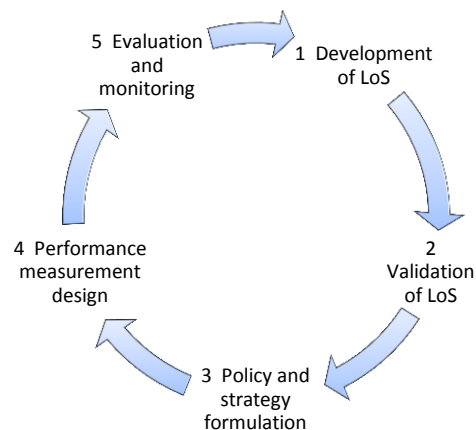 1 Development
of LoS
2
Validation
of LoS
3 Policy and
strategy
formulation
4 Performance
measurement
design
5 Evaluation
and
monitoring